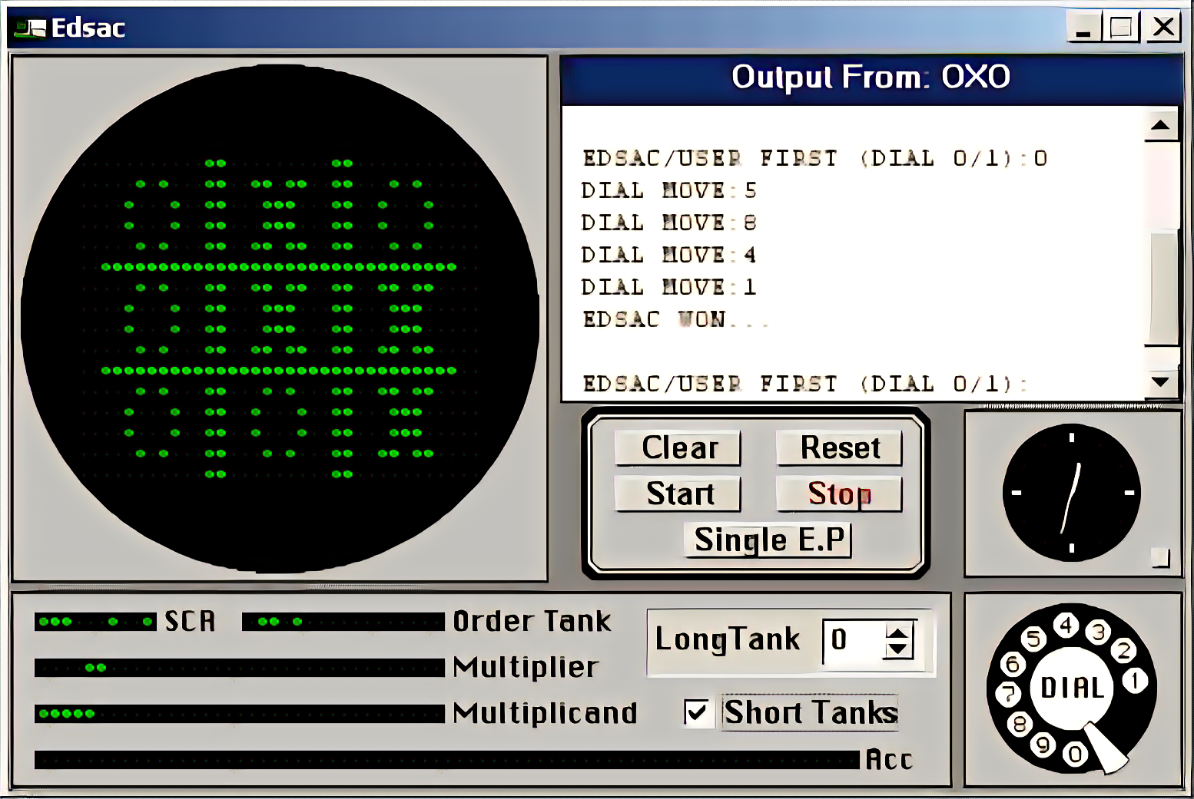 Edsac
Output From: OXO
EDSAC/USER FIRST (DIAL 0/1):0
DIAL MOVE:5
DIAL MOVE:8
DIAL MOVE:4
DIAL MOVE:1
EDSAC WON...
EDSAC/USER FIRST (DIAL 0/1):
Clear Reset
Start Stop
Single E.P
SCR Order Tank
LongTank 0
Multiplier
Multiplicand
Short Tanks
Acc
4
5 3
6 2
7 DIAL 1
8
9 0